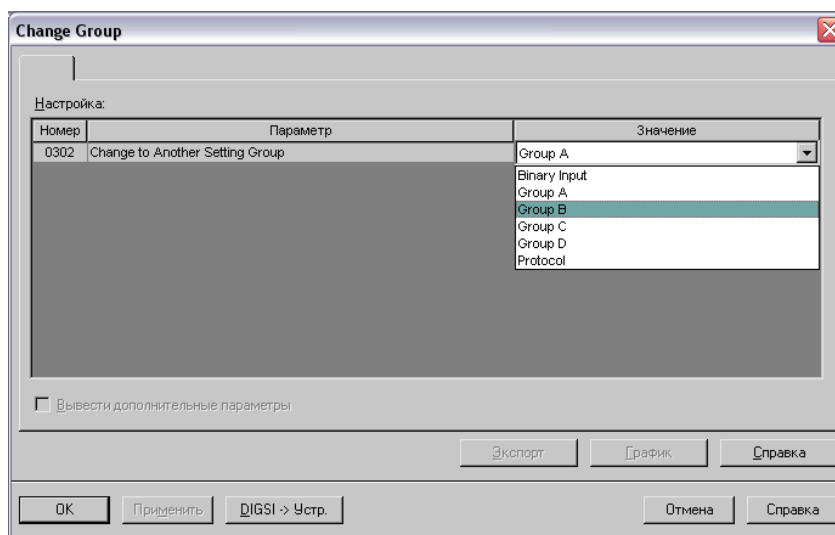 Change Group
Настройка:
Номер Параметр Значение
0302 Change to Another Setting Group Group A
Binary Input
Group A
Group B
Group C
Group D
Protocol
Вывести дополнительные параметры
Экспорт График Справка
OK Применить DIGSI -> Устр. Отмена Справка